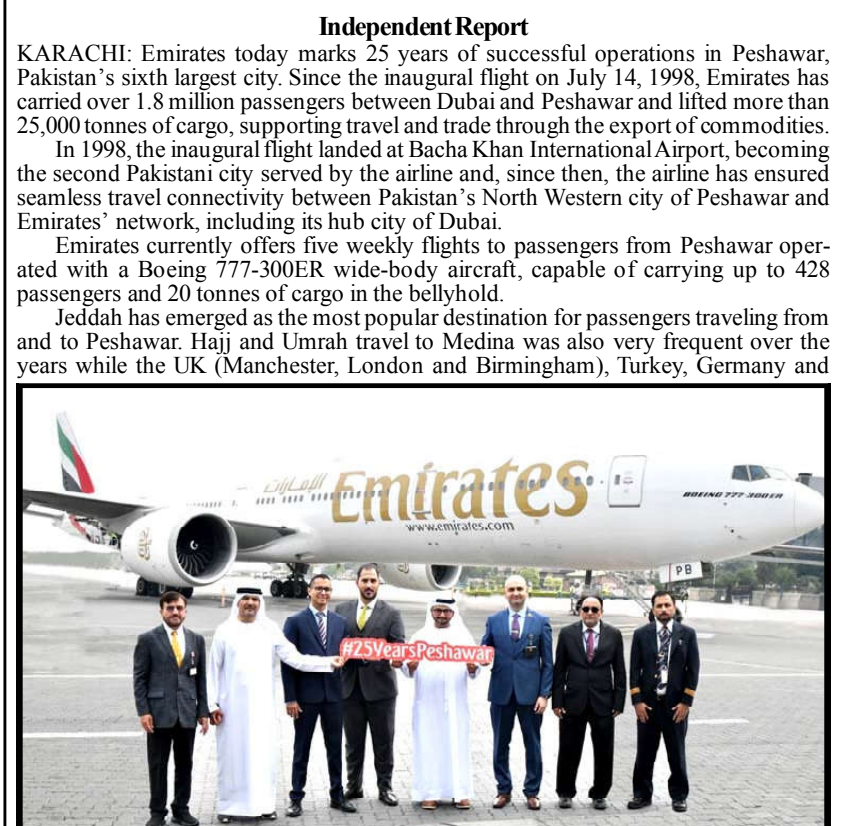 Independent Report
KARACHI: Emirates today marks 25 years of successful operations in Peshawar,
Pakistan's sixth largest city. Since the inaugural flight on July 14, 1998, Emirates has
carried over 1.8 million passengers between Dubai and Peshawar and lifted more than
25,000 tonnes of cargo, supporting travel and trade through the export of commodities.
In 1998, the inaugural flight landed at Bacha Khan International Airport, becoming
the second Pakistani city served by the airline and, since then, the airline has ensured
seamless travel connectivity between Pakistan's North Western city of Peshawar and
Emirates' network, including its hub city of Dubai.
Emirates currently offers five weekly flights to passengers from Peshawar oper-
ated with a Boeing 777-300ER wide-body aircraft, capable of carrying up to 428
passengers and 20 tonnes of cargo in the bellyhold.
Jeddah has emerged as the most popular destination for passengers traveling from
and to Peshawar. Hajj and Umrah travel to Medina was also very frequent over the
years while the UK (Manchester, London and Birmingham), Turkey, Germany and
الإمارات Emirates
BOEING 777-300ER
www.emirates.com
PB
#25YearsPeshawar